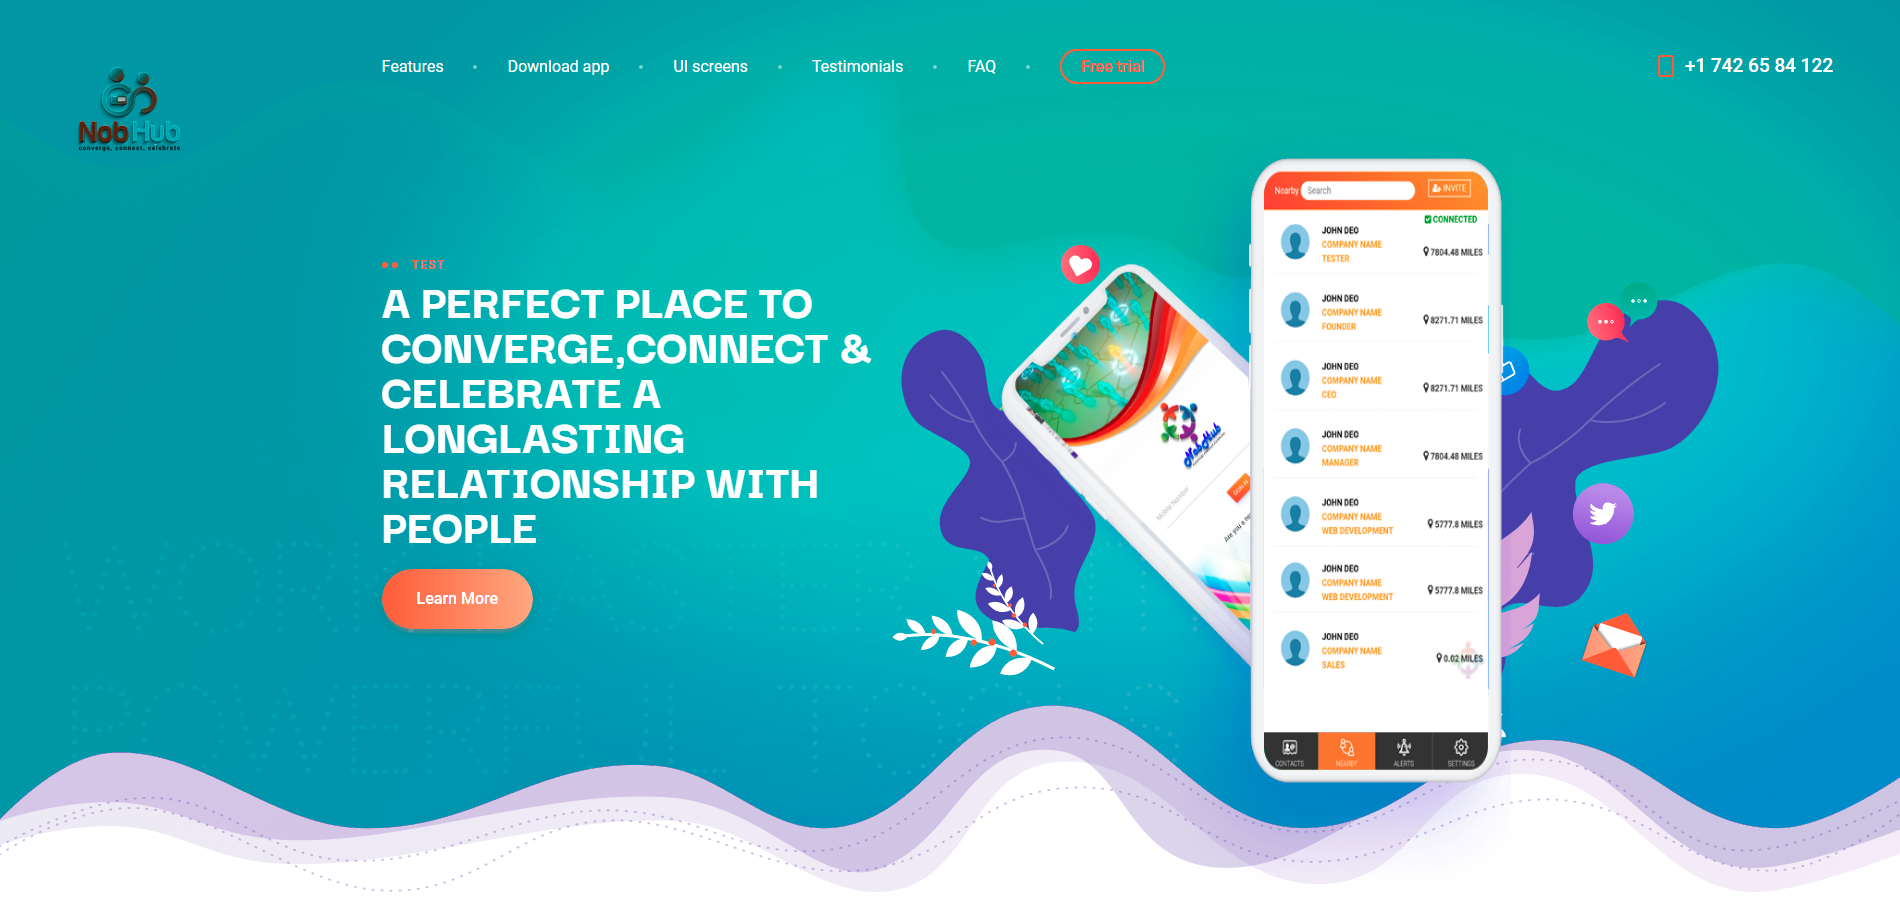 Features
Download app
UI screens
Testimonials
FAQ
Free trial
+1 742 65 84 122
NobHub
converge, connect, celebrate
TEST
A PERFECT PLACE TO
CONVERGE,CONNECT &
CELEBRATE A
LONGLASTING
RELATIONSHIP WITH
PEOPLE
Learn More
NobHub
Mobile Number
SIGN IN
Nearby
Search
INVITE
CONNECTED
JOHN DEO
COMPANY NAME
TESTER
7804.48 MILES
JOHN DEO
COMPANY NAME
FOUNDER
8271.71 MILES
JOHN DEO
COMPANY NAME
CEO
8271.71 MILES
JOHN DEO
COMPANY NAME
MANAGER
7804.48 MILES
JOHN DEO
COMPANY NAME
WEB DEVELOPMENT
5777.8 MILES
JOHN DEO
COMPANY NAME
WEB DEVELOPMENT
5777.8 MILES
JOHN DEO
COMPANY NAME
SALES
0.02 MILES
CONTACTS
NEARBY
ALERTS
SETTINGS